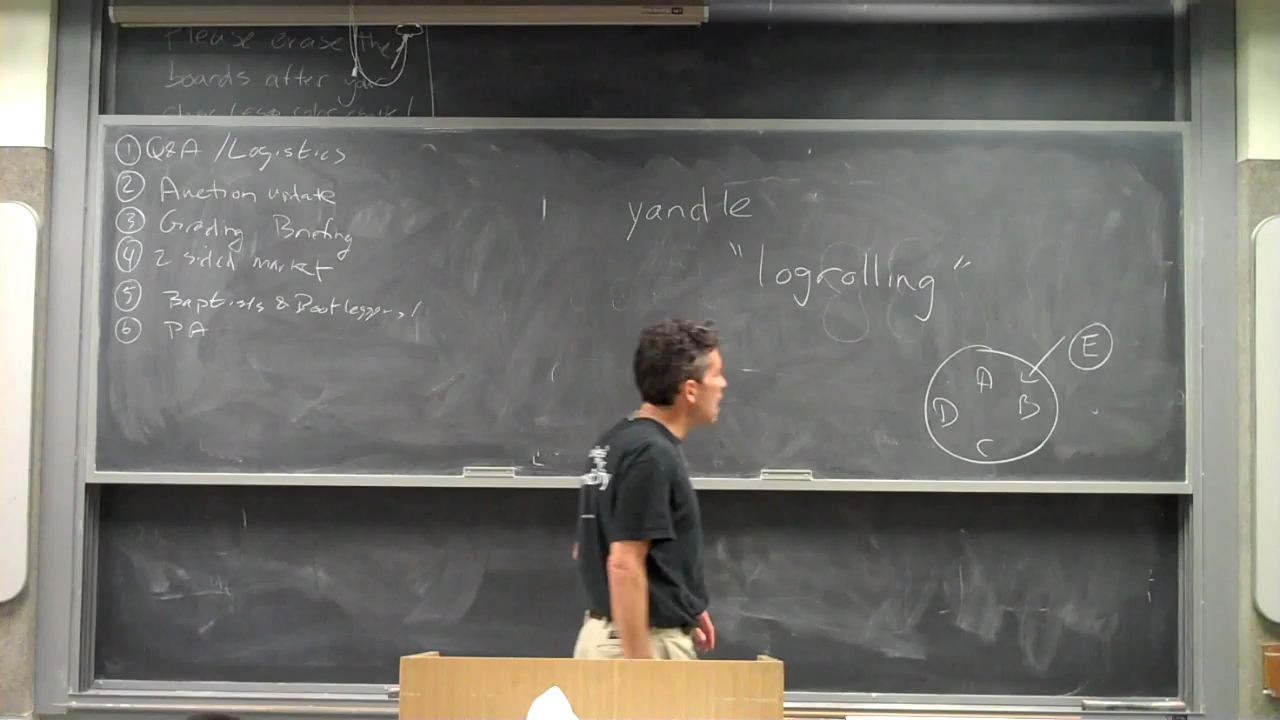 Please erase the
boards after your
① Q&A /Logistics
② Auction update
③ Grading Briefing
④ 2 sided market
⑤ Baptists & Bootleggers!
⑥ PA
yandle
"logrolling"
E
A
D B
C